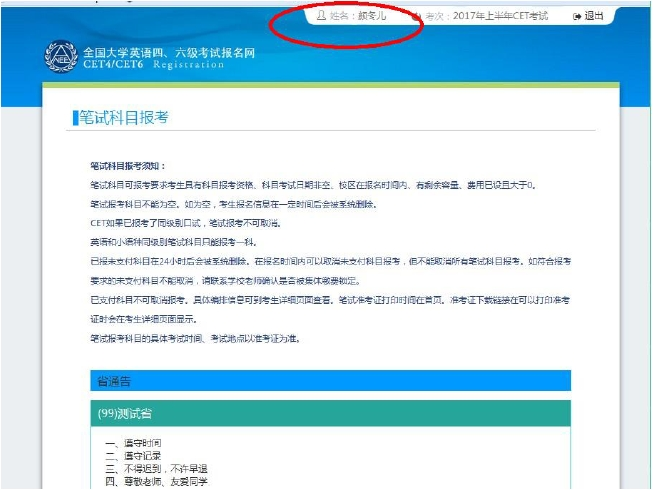 姓名：颜冬儿 考次：2017年上半年CET考试 退出
全国大学英语四、六级考试报名网
CET4/CET6 Registration
NEEA
笔试科目报考
笔试科目报考须知：
笔试科目可报考要求考生具有科目报考资格、科目考试日期非空、校区在报名时间内、有剩余容量、费用已设且大于0。
笔试报考科目不能为空。如为空，考生报名信息在一定时间后会被系统删除。
CET如果已报考了同级别口试，笔试报考不可取消。
英语和小语种同级别笔试科目只能报考一科。
已报未支付科目在24小时后会被系统删除。在报名时间内可以取消未支付科目报考，但不能取消所有笔试科目报考。如符合报考
要求的未支付科目不能取消，请联系学校老师确认是否被集体缴费锁定。
已支付科目不可取消报考。具体编排信息可到考生详细页面查看。笔试准考证打印时间在首页。准考证下载链接在可以打印准考
证时会在考生详细页面显示。
笔试报考科目的具体考试时间、考试地点以准考证为准。
省通告
(99)测试省
一、遵守时间
二、遵守记录
三、不得迟到，不许早退
四、尊敬老师、友爱同学